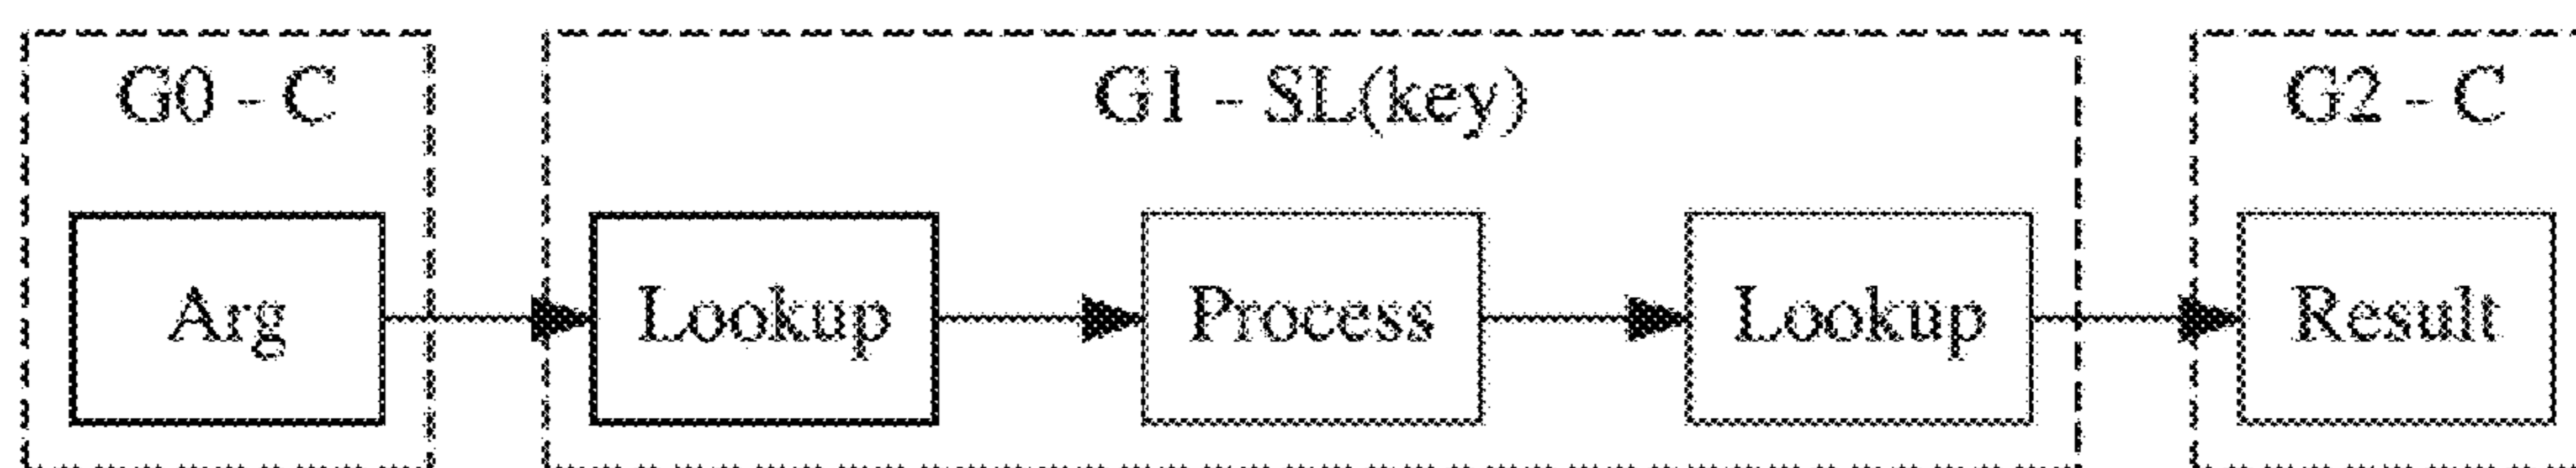 G0 - C
G1 - SL(key)
G2 - C
Arg
Lookup
Process
Lookup
Result